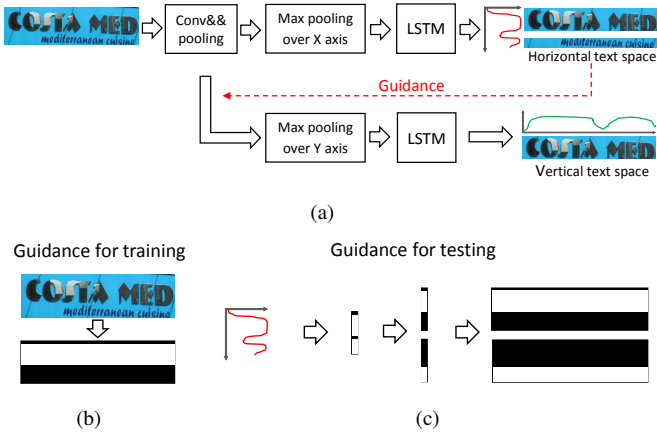 COSTA MED
mediterranean cuisine
Conv&&
pooling
Max pooling
over X axis
LSTM
COSTA MED
mediterranean cuisine
Horizontal text space
Guidance
Max pooling
over Y axis
LSTM
COSTA MED
Vertical text space
(a)
Guidance for training
COSTA MED
mediterranean cuisine
(b)
Guidance for testing
(c)